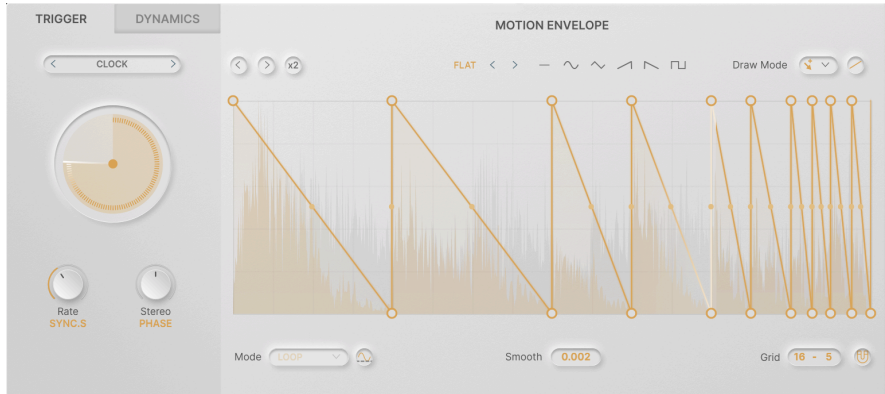 TRIGGER
DYNAMICS
MOTION ENVELOPE
CLOCK
x2
FLAT
Draw Mode
Rate
SYNC.S
Stereo
PHASE
Mode
LOOP
Smooth
0.002
Grid
16 - 5